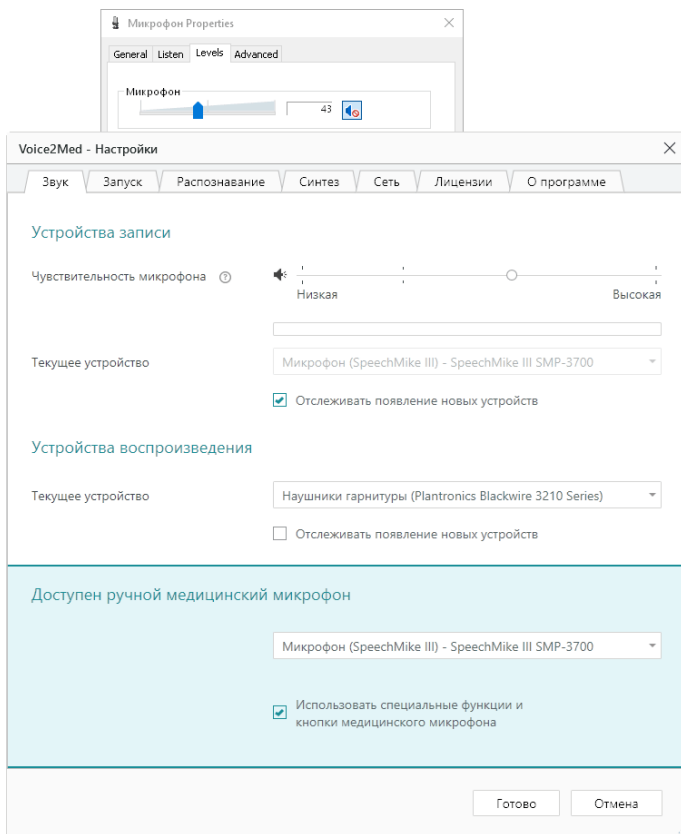 Микрофон Properties
General Listen Levels Advanced
Микрофон
43
Voice2Med - Настройки
Звук Запуск Распознавание Синтез Сеть Лицензии О программе
Устройства записи
Чувствительность микрофона ?
Низкая Высокая
Текущее устройство Микрофон (SpeechMike III) - SpeechMike III SMP-3700
Отслеживать появление новых устройств
Устройства воспроизведения
Текущее устройство Наушники гарнитуры (Plantronics Blackwire 3210 Series)
Отслеживать появление новых устройств
Доступен ручной медицинский микрофон
Микрофон (SpeechMike III) - SpeechMike III SMP-3700
Использовать специальные функции и
кнопки медицинского микрофона
Готово Отмена